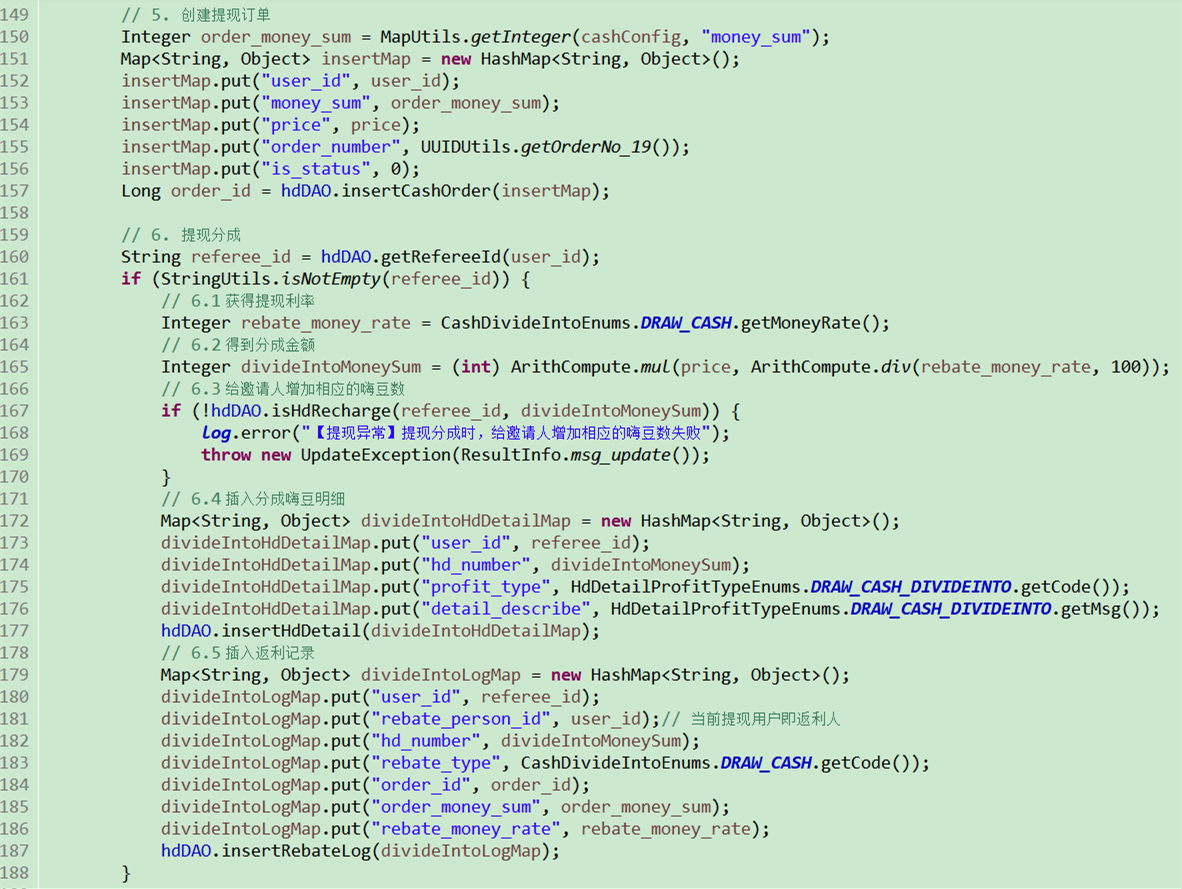 149 // 5. 创建提现订单
150 Integer order_money_sum = MapUtils.getInteger(cashConfig, "money_sum");
151 Map<String, Object> insertMap = new HashMap<String, Object>();
152 insertMap.put("user_id", user_id);
153 insertMap.put("money_sum", order_money_sum);
154 insertMap.put("price", price);
155 insertMap.put("order_number", UUIDUtils.getOrderNo_19());
156 insertMap.put("is_status", 0);
157 Long order_id = hdDAO.insertCashOrder(insertMap);
158
159 // 6. 提现分成
160 String referee_id = hdDAO.getRefereeId(user_id);
161 if (StringUtils.isNotEmpty(referee_id)) {
162 // 6.1 获得提现利率
163 Integer rebate_money_rate = CashDivideIntoEnums.DRAW_CASH.getMoneyRate();
164 // 6.2 得到分成金额
165 Integer divideIntoMoneySum = (int) ArithCompute.mul(price, ArithCompute.div(rebate_money_rate, 100));
166 // 6.3 给邀请人增加相应的嗨豆数
167 if (!hdDAO.isHdRecharge(referee_id, divideIntoMoneySum)) {
168 log.error("【提现异常】提现分成时，给邀请人增加相应的嗨豆数失败");
169 throw new UpdateException(ResultInfo.msg_update());
170 }
171 // 6.4 插入分成嗨豆明细
172 Map<String, Object> divideIntoHdDetailMap = new HashMap<String, Object>();
173 divideIntoHdDetailMap.put("user_id", referee_id);
174 divideIntoHdDetailMap.put("hd_number", divideIntoMoneySum);
175 divideIntoHdDetailMap.put("profit_type", HdDetailProfitTypeEnums.DRAW_CASH_DIVIDEINTO.getCode());
176 divideIntoHdDetailMap.put("detail_describe", HdDetailProfitTypeEnums.DRAW_CASH_DIVIDEINTO.getMsg());
177 hdDAO.insertHdDetail(divideIntoHdDetailMap);
178 // 6.5 插入返利记录
179 Map<String, Object> divideIntoLogMap = new HashMap<String, Object>();
180 divideIntoLogMap.put("user_id", referee_id);
181 divideIntoLogMap.put("rebate_person_id", user_id);// 当前提现用户即返利人
182 divideIntoLogMap.put("hd_number", divideIntoMoneySum);
183 divideIntoLogMap.put("rebate_type", CashDivideIntoEnums.DRAW_CASH.getCode());
184 divideIntoLogMap.put("order_id", order_id);
185 divideIntoLogMap.put("order_money_sum", order_money_sum);
186 divideIntoLogMap.put("rebate_money_rate", rebate_money_rate);
187 hdDAO.insertRebateLog(divideIntoLogMap);
188 }